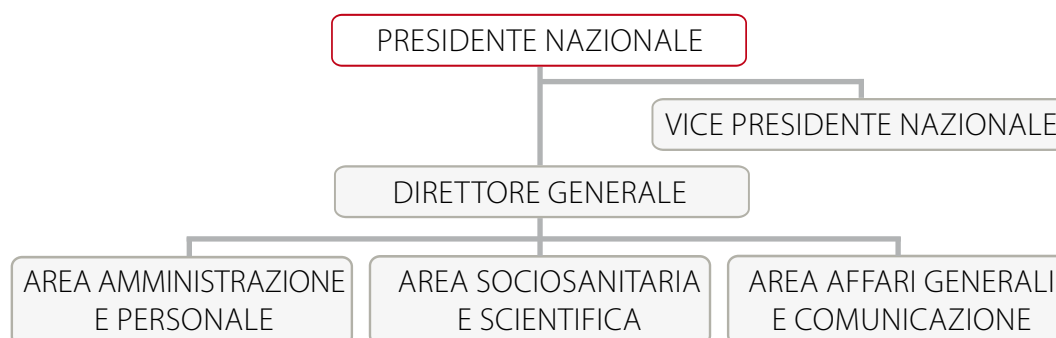 PRESIDENTE NAZIONALE
VICE PRESIDENTE NAZIONALE
DIRETTORE GENERALE
AREA AMMINISTRAZIONE
E PERSONALE
AREA SOCIOSANITARIA
E SCIENTIFICA
AREA AFFARI GENERALI
E COMUNICAZIONE